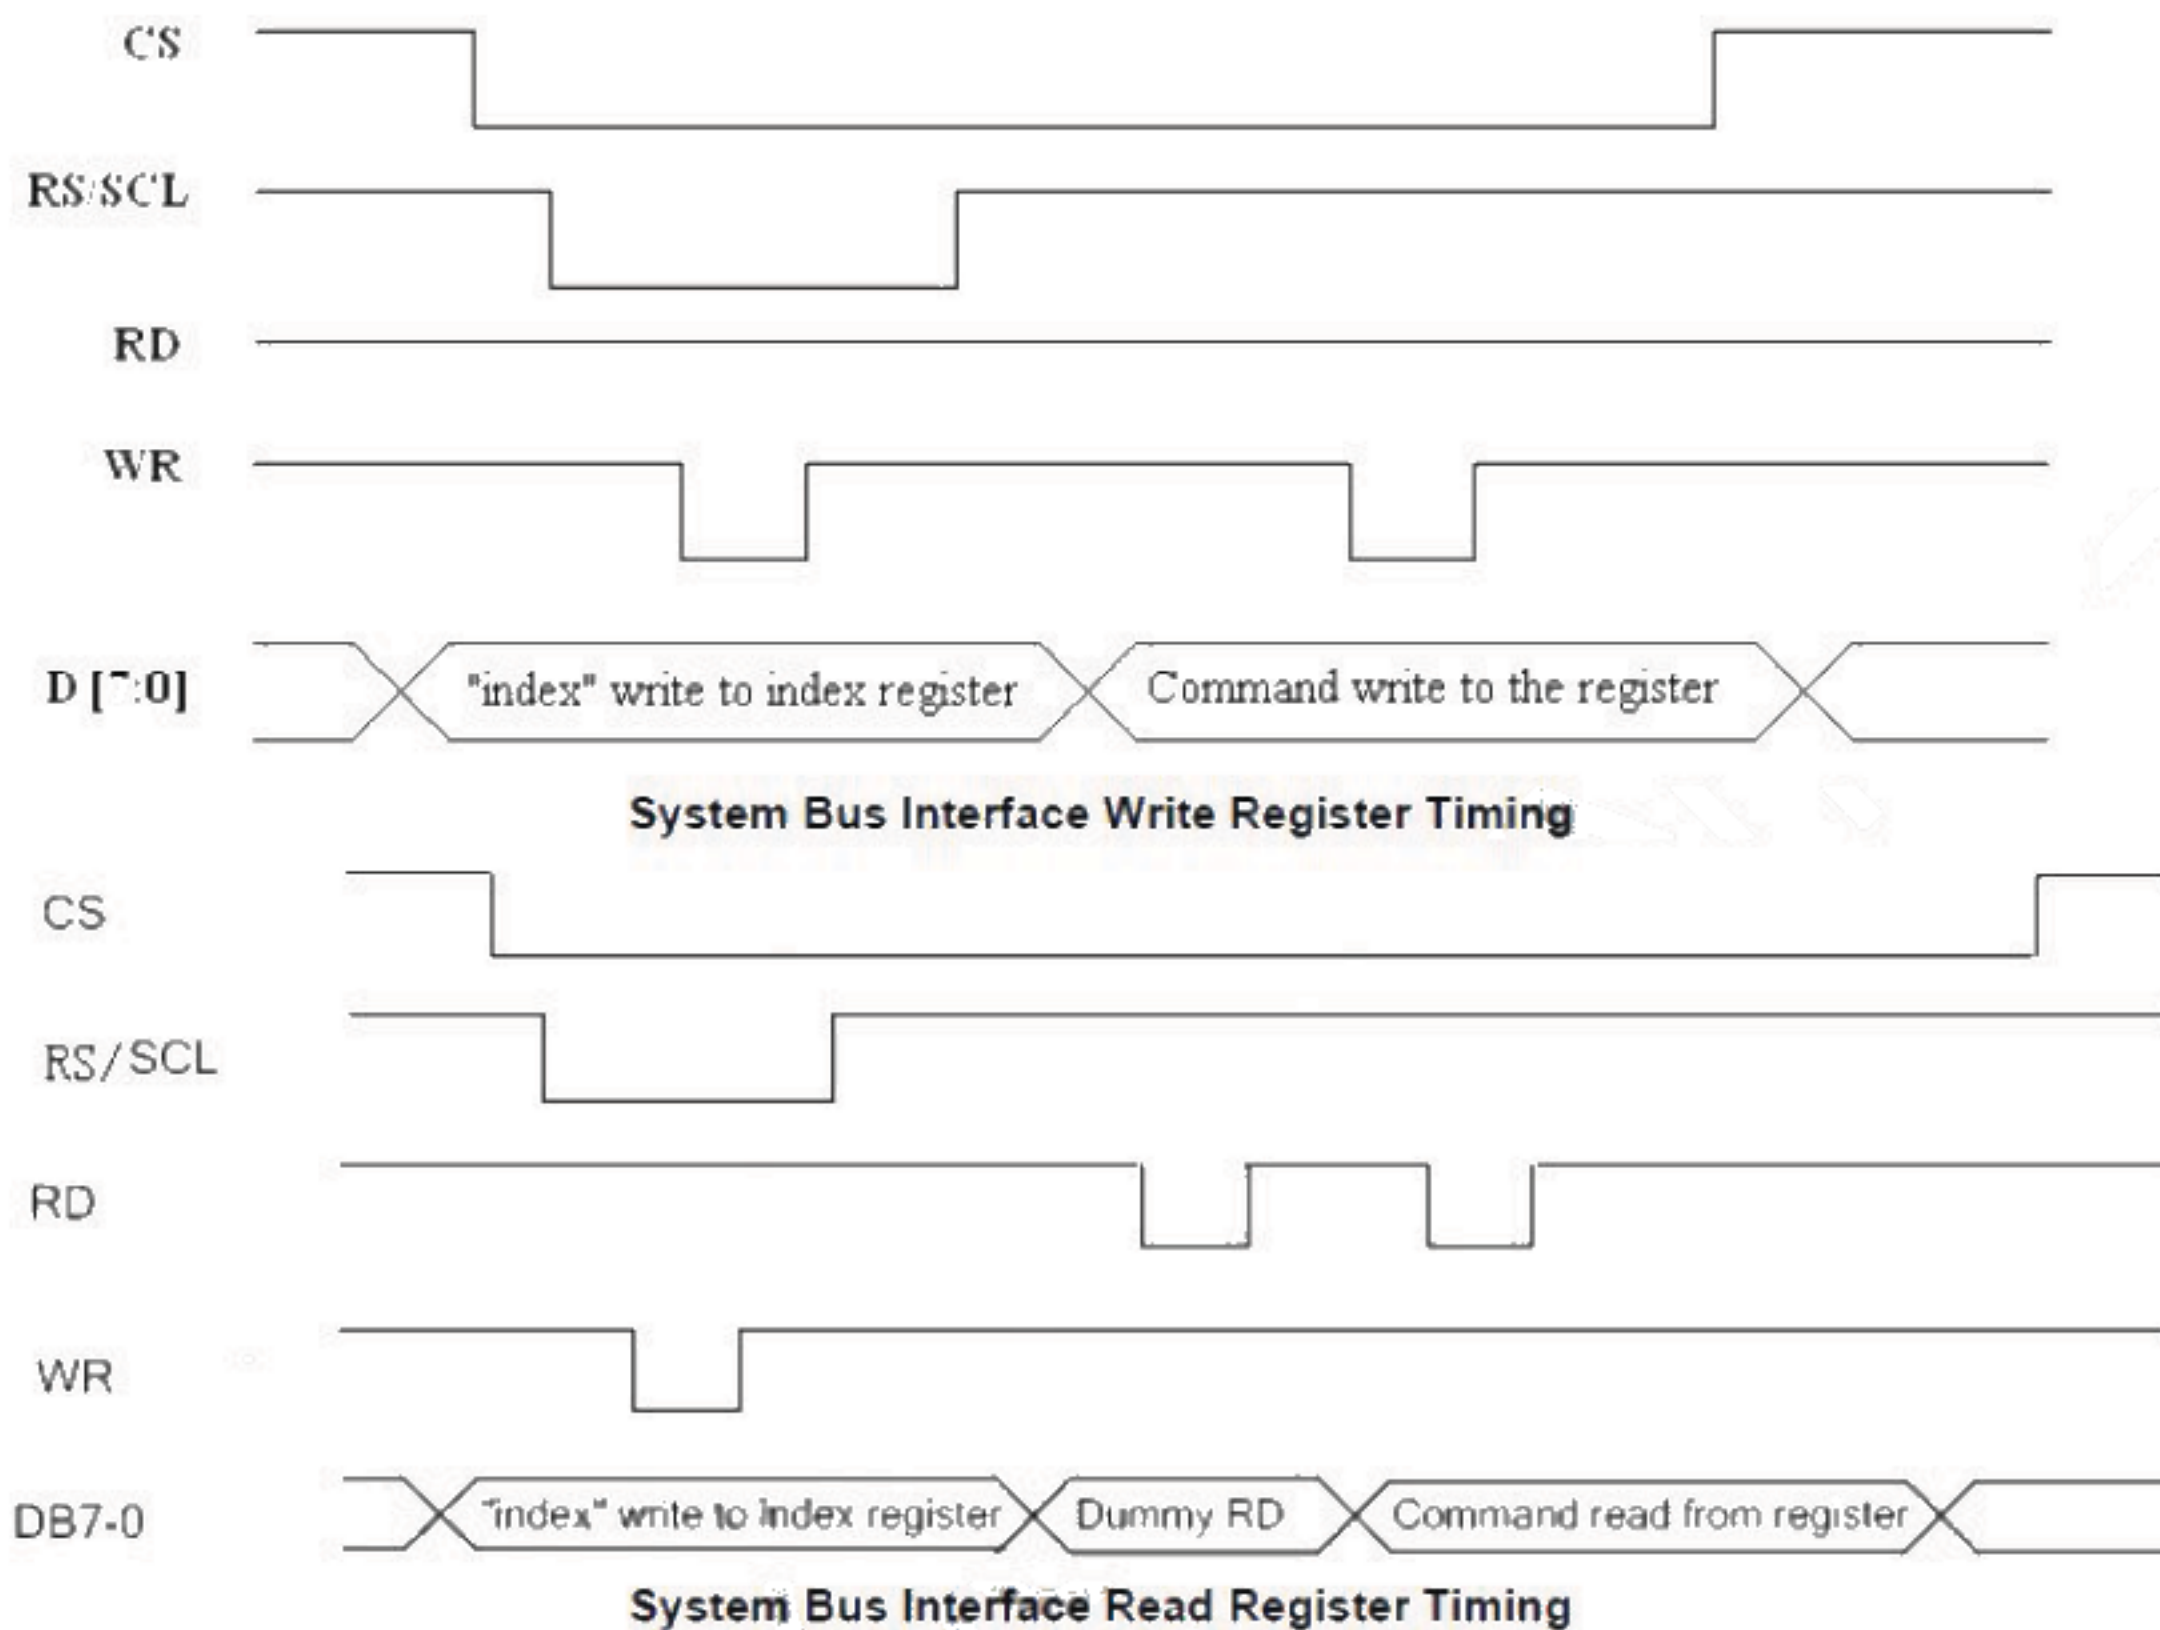 CS
RS/SCL
RD
WR
D [7:0]
"index" write to index register
Command write to the register
System Bus Interface Write Register Timing
CS
RS/SCL
RD
WR
DB7-0
"index" write to Index register
Dummy RD
Command read from register
System Bus Interface Read Register Timing